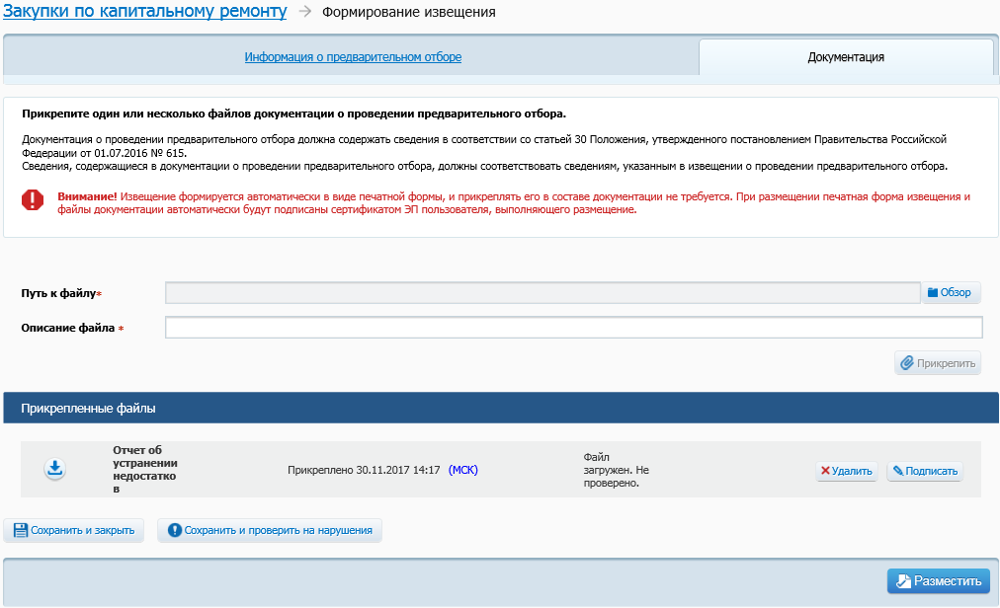 Закупки по капитальному ремонту → Формирование извещения
Информация о предварительном отборе
Документация
Прикрепите один или несколько файлов документации о проведении предварительного отбора.
Документация о проведении предварительного отбора должна содержать сведения в соответствии со статьей 30 Положения, утвержденного постановлением Правительства Российской
Федерации от 01.07.2016 № 615.
Сведения, содержащиеся в документации о проведении предварительного отбора, должны соответствовать сведениям, указанным в извещении о проведении предварительного отбора.
Внимание! Извещение формируется автоматически в виде печатной формы, и прикреплять его в составе документации не требуется. При размещении печатная форма извещения и
файлы документации автоматически будут подписаны сертификатом ЭП пользователя, выполняющего размещение.
Путь к файлу*
Обзор
Описание файла *
Прикрепить
Прикрепленные файлы
Отчет об
устранении
недостатко
в
Прикреплено 30.11.2017 14:17 (МСК)
Файл
загружен. Не
проверено.
Удалить
Подписать
Сохранить и закрыть
Сохранить и проверить на нарушения
Разместить